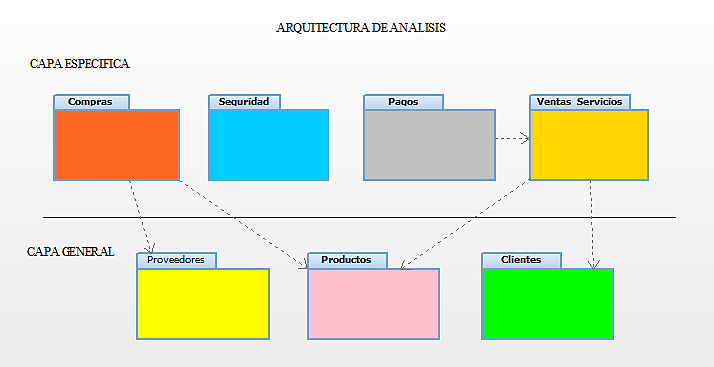 ARQUITECTURA DE ANALISIS
CAPA ESPECIFICA
Compras Seguridad Pagos Ventas Servicios
CAPA GENERAL
Proveedores Productos Clientes